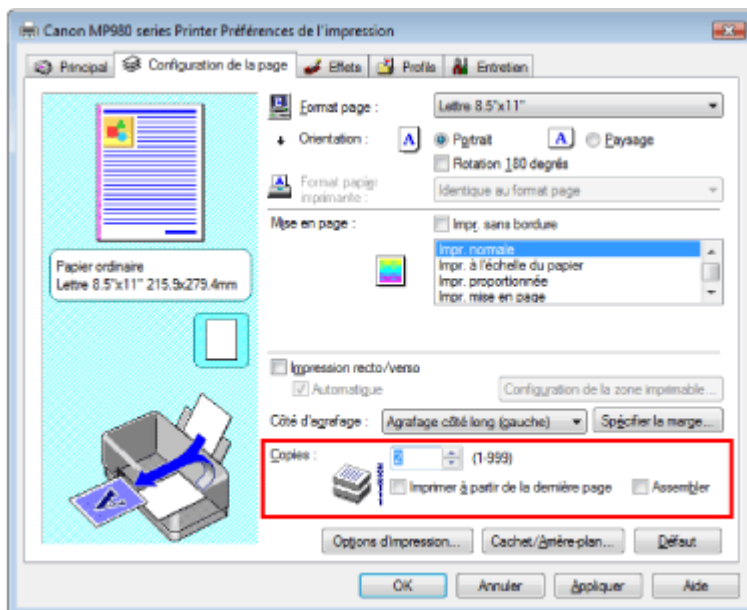 Canon MP980 series Printer Préférences de l'impression
Principal Configuration de la page Effets Profils Entretien
Format page : Lettre 8.5"x11"
Orientation : A Portrait A Paysage
Rotation 180 degrés
Format papier imprimante : Identique au format page
Mise en page : Impr. sans bordure
Impr. normale
Impr. à l'échelle du papier
Impr. proportionnée
Impr. mise en page
Papier ordinaire
Lettre 8.5"x11" 215.9x279.4mm
Impression recto/verso
Automatique Configuration de la zone imprimable...
Côté d'agrafage : Agrafage côté long (gauche) Spécifier la marge...
Copies : 2 (1-999)
Imprimer à partir de la dernière page Assembler
Options d'impression... Cachet/Arrière-plan... Défaut
OK Annuler Appliquer Aide